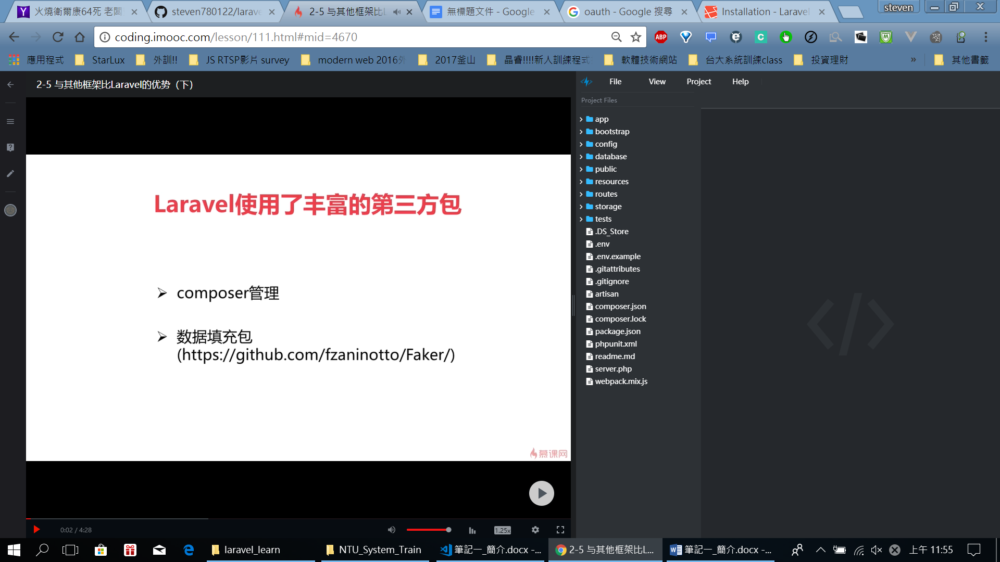 火燒衛爾康64死 老闆
steven780122/larave
2-5 与其他框架比L
無標題文件 - Google
oauth - Google 搜尋
Installation - Laravel
steven
coding.imooc.com/lesson/111.html#mid=4670
ABP
應用程式
StarLux
外訓!!
JS RTSP影片 survey
modern web 2016外
2017釜山
晶睿!!!!新人訓練程式
軟體技術網站
台大系統訓練class
投資理財
»
其他書籤
2-5 与其他框架比Laravel的优势（下）
File
View
Project
Help
Project Files
app
bootstrap
config
database
public
resources
routes
storage
tests
.DS_Store
.env
.env.example
.gitattributes
.gitignore
artisan
composer.json
composer.lock
package.json
phpunit.xml
readme.md
server.php
webpack.mix.js
Laravel使用了丰富的第三方包
composer管理
数据填充包
(https://github.com/fzaninotto/Faker/)
慕课网
0:02 / 4:28
1.25x
laravel_learn
NTU_System_Train
筆記一_簡介.docx -...
2-5 与其他框架比L...
筆記一_簡介.docx -...
上午 11:55